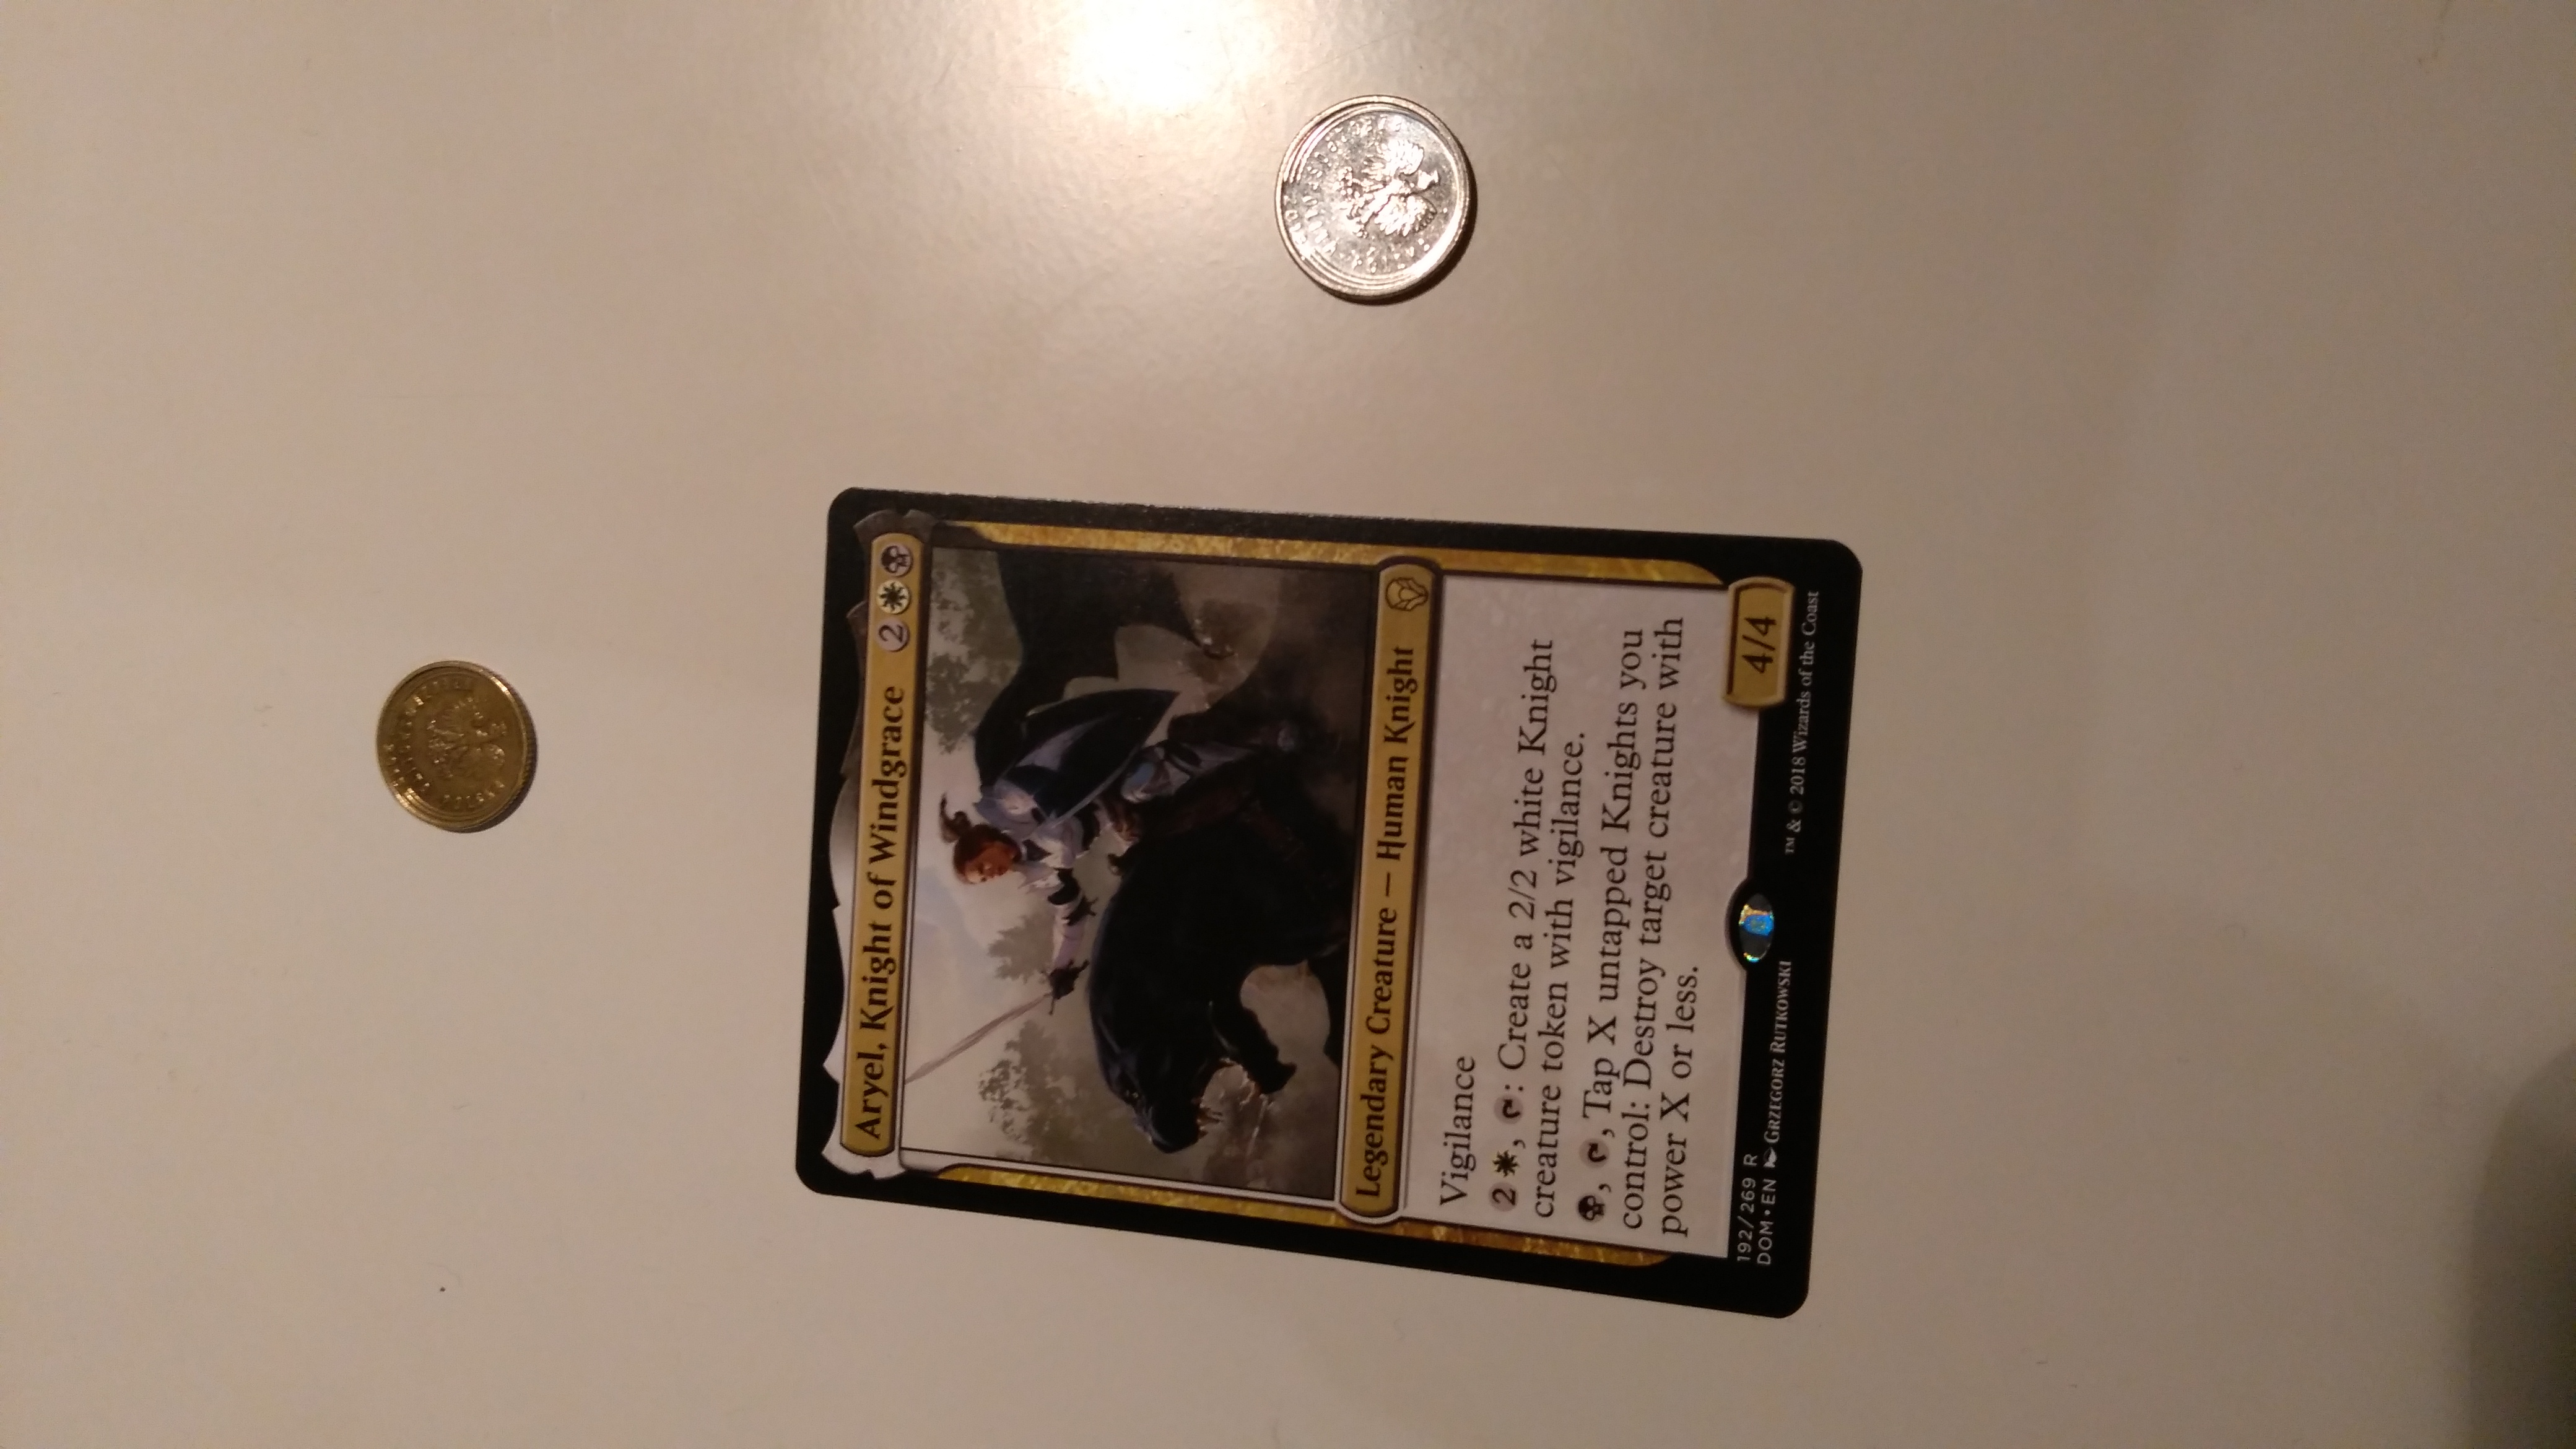 Aryel, Knight of Windgrace 2
Legendary Creature — Human Knight
Vigilance
2 , : Create a 2/2 white Knight
creature token with vigilance.
, , Tap X untapped Knights you
control: Destroy target creature with
power X or less.
4/4
192/269 R
DOM • EN GRZEGORZ RUTKOWSKI
™ & © 2018 Wizards of the Coast